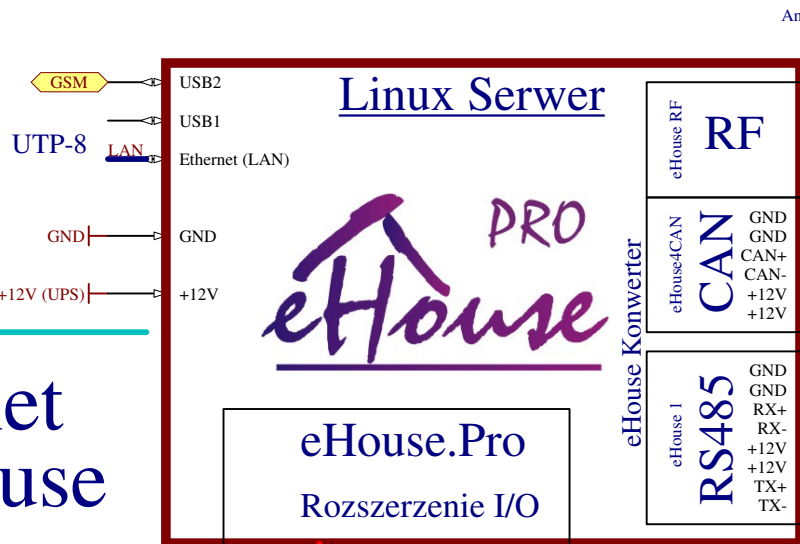 GSM
USB2
USB1
UTP-8
LAN
Ethernet (LAN)
GND
GND
+12V (UPS)
+12V
Linux Serwer
PRO
eHouse
eHouse.Pro
Rozszerzenie I/O
eHouse Konwerter
eHouse RF
RF
eHouse4CAN
CAN
GND
GND
CAN+
CAN-
+12V
+12V
eHouse 1
RS485
GND
GND
RX+
RX-
+12V
+12V
TX+
TX-